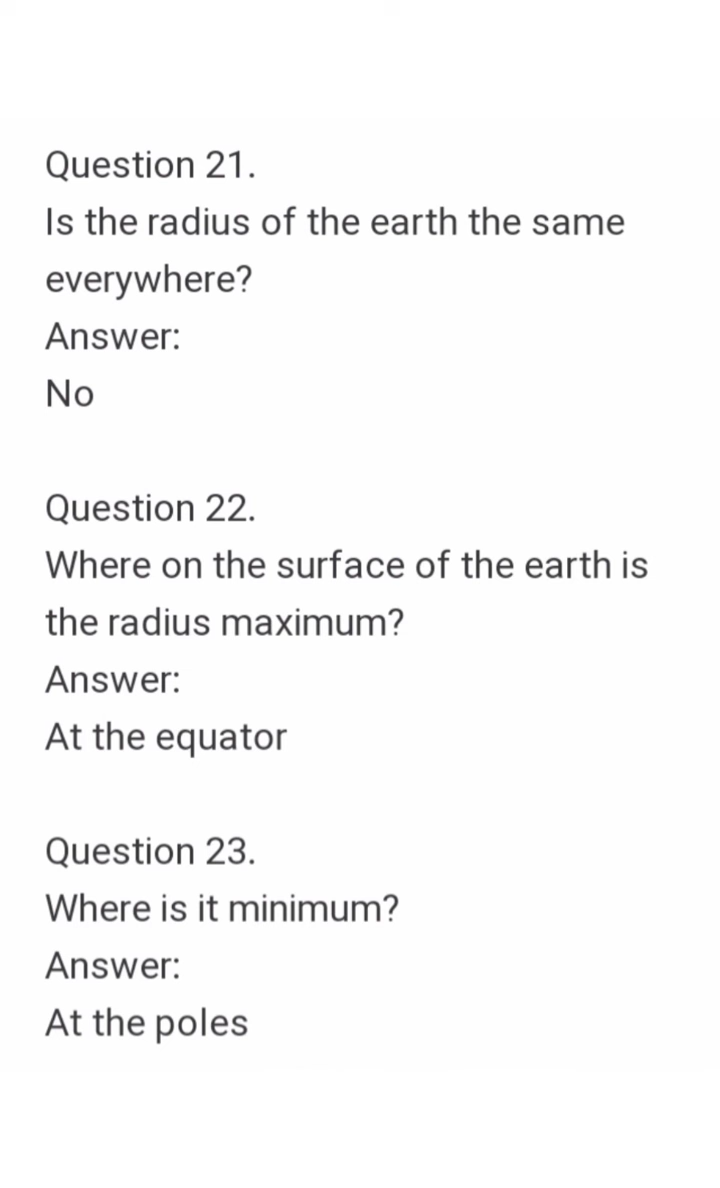 Question 21.
Is the radius of the earth the same
everywhere?
Answer:
No
Question 22.
Where on the surface of the earth is
the radius maximum?
Answer:
At the equator
Question 23.
Where is it minimum?
Answer:
At the poles